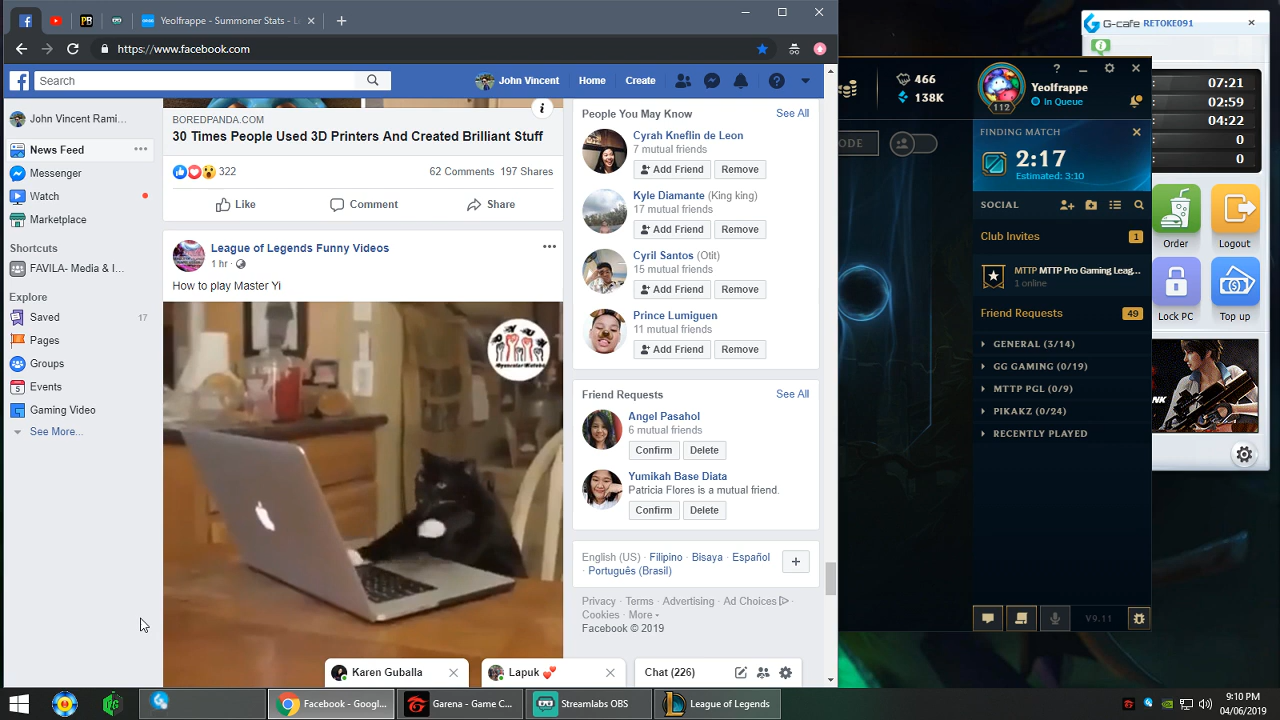 Yeolfrappe - Summoner Stats - L
https://www.facebook.com
Search
John Vincent
Home
Create
John Vincent Rami...
News Feed
Messenger
Watch
Marketplace
Shortcuts
FAVILA- Media & I...
Explore
Saved
17
Pages
Groups
Events
Gaming Video
See More...
BOREDPANDA.COM
30 Times People Used 3D Printers And Created Brilliant Stuff
322
62 Comments 197 Shares
Like
Comment
Share
League of Legends Funny Videos
1 hr ·
How to play Master Yi
People You May Know
See All
Cyrah Kneflin de Leon
7 mutual friends
Add Friend
Remove
Kyle Diamante (King king)
17 mutual friends
Add Friend
Remove
Cyril Santos (Otit)
15 mutual friends
Add Friend
Remove
Prince Lumiguen
11 mutual friends
Add Friend
Remove
Friend Requests
See All
Angel Pasahol
6 mutual friends
Confirm
Delete
Yumikah Base Diata
Patricia Flores is a mutual friend.
Confirm
Delete
English (US) · Filipino · Bisaya · Español
· Português (Brasil)
Privacy · Terms · Advertising · Ad Choices ·
Cookies · More
Facebook © 2019
Karen Guballa
Lapuk 💕
Chat (226)
466
138K
ODE
Yeolfrappe
In Queue
112
FINDING MATCH
2:17
Estimated: 3:10
SOCIAL
Club Invites
1
MTTP MTTP Pro Gaming Leag...
1 online
Friend Requests
49
GENERAL (3/14)
GG GAMING (0/19)
MTTP PGL (0/9)
PIKAKZ (0/24)
RECENTLY PLAYED
V9.11
G-cafe RETOKE091
07:21
02:59
04:22
0
0
Order
Logout
Lock PC
Top up
Facebook - Googl...
Garena - Game C...
Streamlabs OBS
League of Legends
9:10 PM
04/06/2019